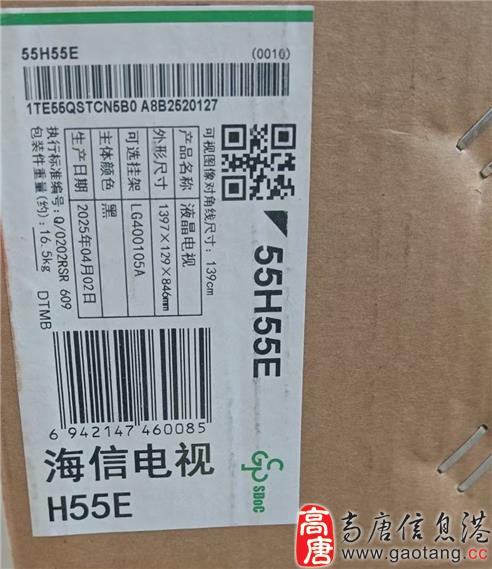 55H55E
(0016)
1TE55QSTCN5B0 A8B2520127
可视图像对角线尺寸: 139cm
产品名称 液晶电视
外形尺寸 1397×129×846mm
可选挂架 LG400105A
主体颜色 黑
生产日期 2025年04月02日
执行标准编号: Q/0202RSR 609
包装件重量(约): 16.5kg
DTMB
55H55E
6 942147 460085
海信电视
H55E
SDoC
高唐
高唐信息港
www.gaotang.cc